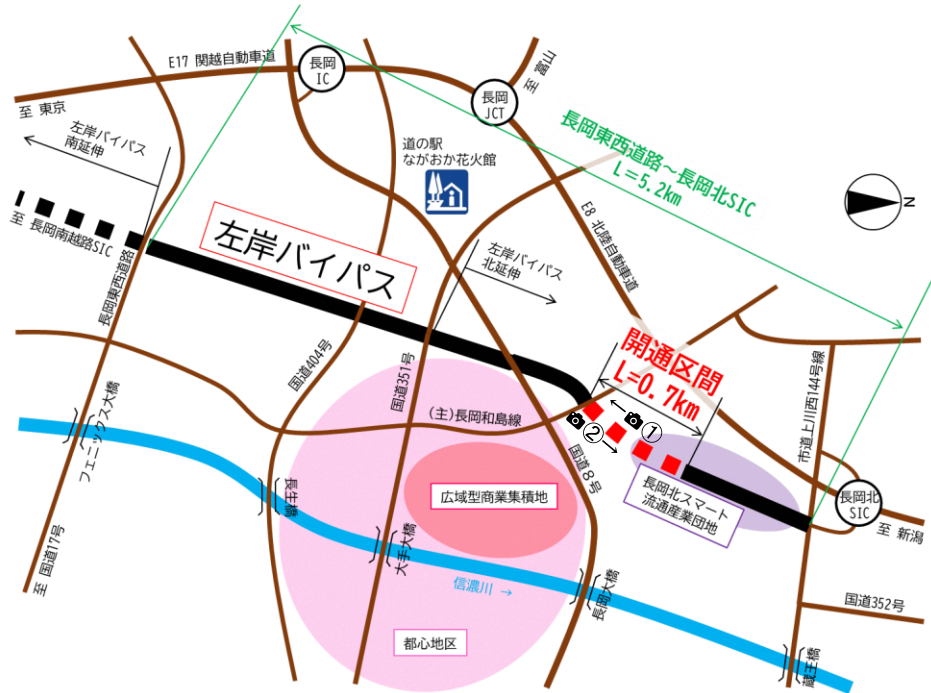 E17 関越自動車道
長岡
IC
至 東京
至 富山
長岡
JCT
左岸バイパス
南延伸
道の駅
ながおか花火館
長岡東西道路～長岡北SIC
L＝5.2km
N
至 長岡南越路SIC
左岸バイパス
E8 北陸自動車道
左岸バイパス
北延伸
長岡東西道路
国道404号
国道351号
開通区間
L=0.7km
(主)長岡和島線
①
②
市道上川西144号線
フェニックス大橋
国道8号
長生橋
広域型商業集積地
長岡北スマート
流通産業団地
長岡北
SIC
至 新潟
至 国道17号
大手大橋
信濃川 →
長岡大橋
国道352号
都心地区
蔵王橋